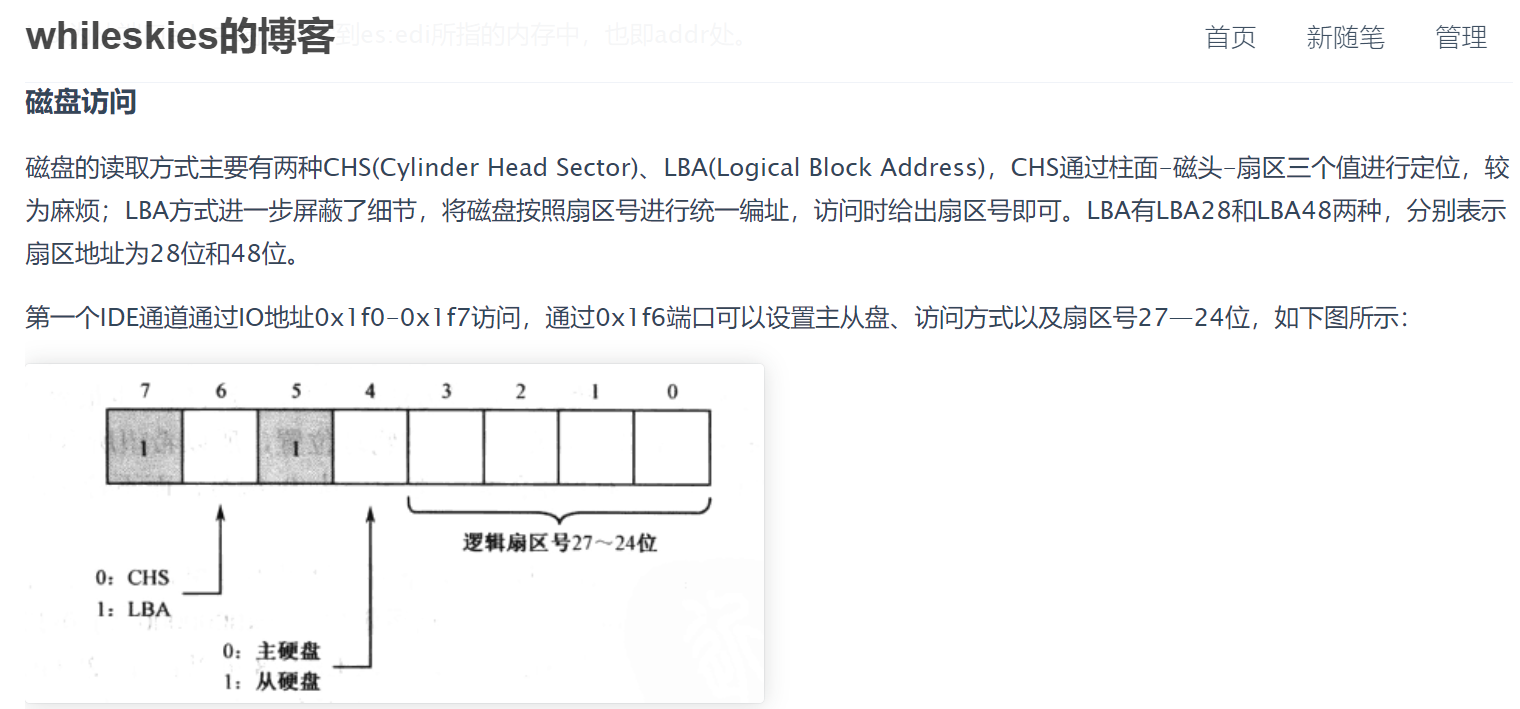 whileskies的博客
到es:edi所指的内存中，也即addr处。
首页 新随笔 管理
磁盘访问
磁盘的读取方式主要有两种CHS(Cylinder Head Sector)、LBA(Logical Block Address)，CHS通过柱面-磁头-扇区三个值进行定位，较
为麻烦；LBA方式进一步屏蔽了细节，将磁盘按照扇区号进行统一编址，访问时给出扇区号即可。LBA有LBA28和LBA48两种，分别表示
扇区地址为28位和48位。
第一个IDE通道通过IO地址0x1f0-0x1f7访问，通过0x1f6端口可以设置主从盘、访问方式以及扇区号27—24位，如下图所示：
7 6 5 4 3 2 1 0
1 1
逻辑扇区号27～24位
0：CHS
1：LBA
0：主硬盘
1：从硬盘